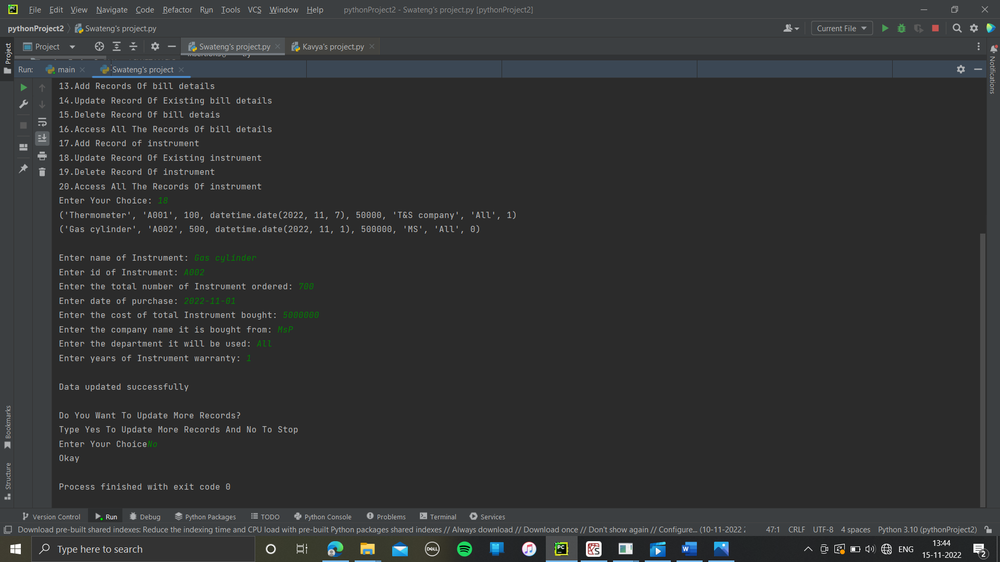 File Edit View Navigate Code Refactor Run Tools VCS Window Help pythonProject2 - Swateng's project.py [pythonProject2]
pythonProject2 Swateng's project.py Current File
Project Swateng's project.py Kavya's project.py
Project
Notifications
Run: main Swateng's project
13.Add Records Of bill details
14.Update Record Of Existing bill details
15.Delete Record Of bill detais
16.Access All The Records Of bill details
17.Add Record of instrument
18.Update Record Of Existing instrument
19.Delete Record Of instrument
20.Access All The Records Of instrument
Enter Your Choice: 18
('Thermometer', 'A001', 100, datetime.date(2022, 11, 7), 50000, 'T&S company', 'All', 1)
('Gas cylinder', 'A002', 500, datetime.date(2022, 11, 1), 500000, 'MS', 'All', 0)
Enter name of Instrument: Gas cylinder
Enter id of Instrument: A002
Enter the total number of Instrument ordered: 700
Enter date of purchase: 2022-11-01
Enter the cost of total Instrument bought: 5000000
Enter the company name it is bought from: MsP
Enter the department it will be used: All
Enter years of Instrument warranty: 1
Data updated successfully
Do You Want To Update More Records?
Type Yes To Update More Records And No To Stop
Enter Your ChoiceNo
Okay
Process finished with exit code 0
Bookmarks
Structure
Version Control Run Debug Python Packages TODO Python Console Problems Terminal Services
Download pre-built shared indexes: Reduce the indexing time and CPU load with pre-built Python packages shared indexes // Always download // Download once // Don't show again // Configure... (10-11-2022 47:1 CRLF UTF-8 4 spaces Python 3.10 (pythonProject2)
Type here to search DELL ENG 13:44
15-11-2022 2